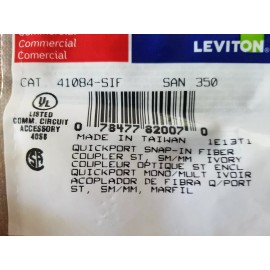 Commercial
Commercial
Comercial
LEVITON
CAT 41084-SIF SAN 350
UL
LISTED
COMM. CIRCUIT
ACCESSORY
40S8
0 78477 82007 0
MADE IN TAIWAN 1E13T1
QUICKPORT SNAP-IN FIBER
COUPLER ST, SM/MM IVORY
COUPLEUR OPTIQUE ST ENCL
QUICKPORT MONO/MULT IVOIR
ACOPLADOR DE FIBRA Q/PORT
ST, SM/MM, MARFIL